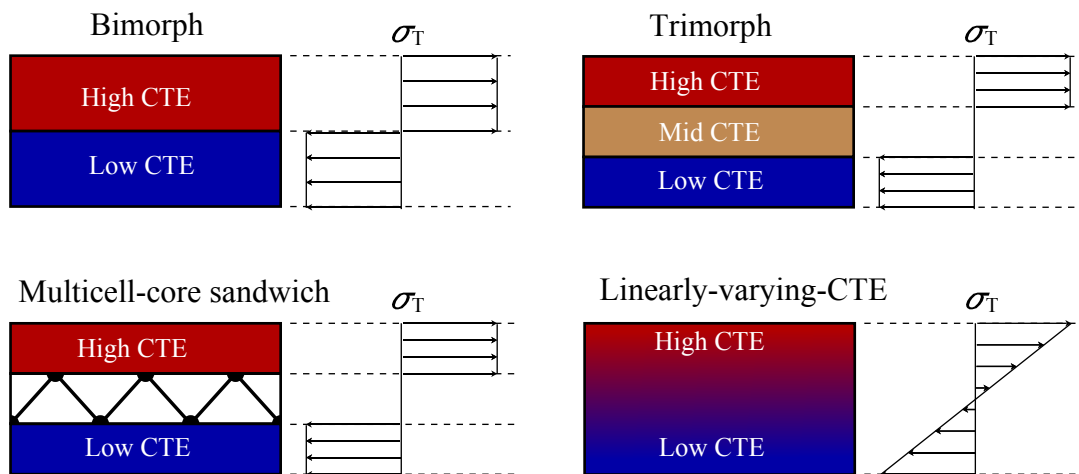 Bimorph
σT
High CTE
Low CTE
Trimorph
σT
High CTE
Mid CTE
Low CTE
Multicell-core sandwich
σT
High CTE
Low CTE
Linearly-varying-CTE
σT
High CTE
Low CTE